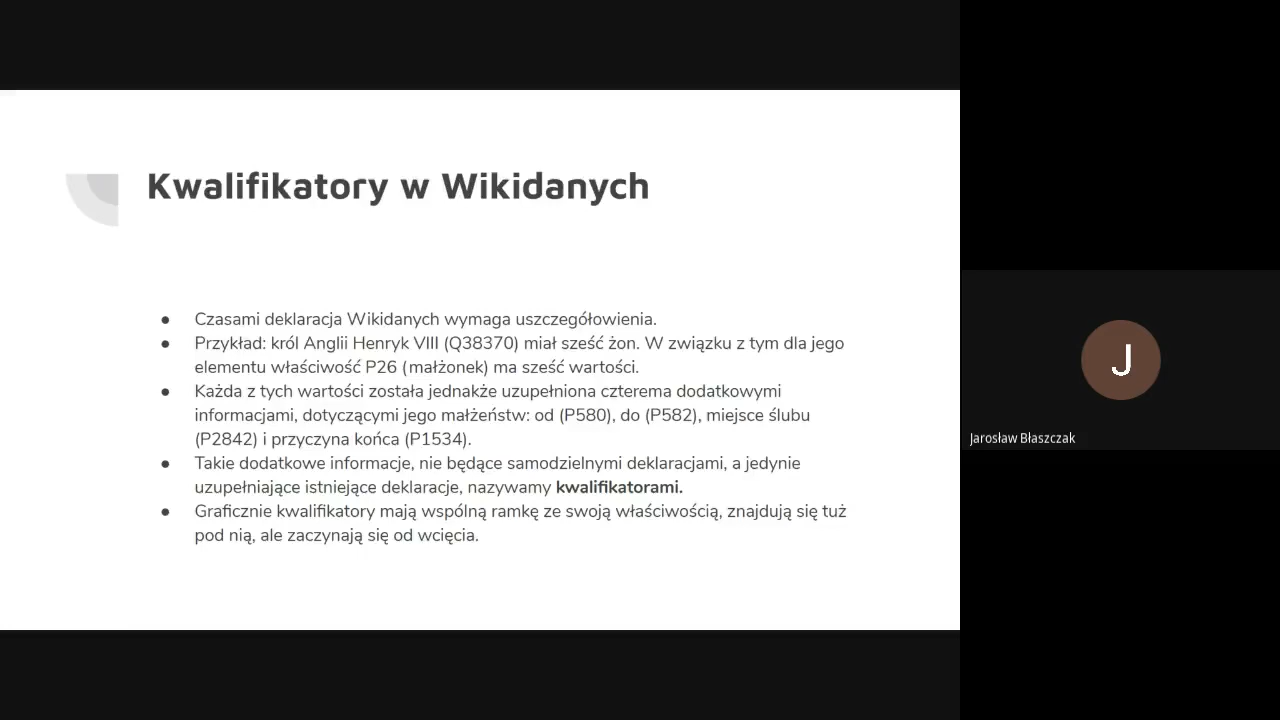 Kwalifikatory w Wikidanych
● Czasami deklaracja Wikidanych wymaga uszczegółowienia.
● Przykład: król Anglii Henryk VIII (Q38370) miał sześć żon. W związku z tym dla jego
elementu właściwość P26 (małżonek) ma sześć wartości.
● Każda z tych wartości została jednakże uzupełniona czterema dodatkowymi
informacjami, dotyczącymi jego małżeństw: od (P580), do (P582), miejsce ślubu
(P2842) i przyczyna końca (P1534).
● Takie dodatkowe informacje, nie będące samodzielnymi deklaracjami, a jedynie
uzupełniające istniejące deklaracje, nazywamy kwalifikatorami.
● Graficznie kwalifikatory mają wspólną ramkę ze swoją właściwością, znajdują się tuż
pod nią, ale zaczynają się od wcięcia.
J
Jarosław Błaszczak